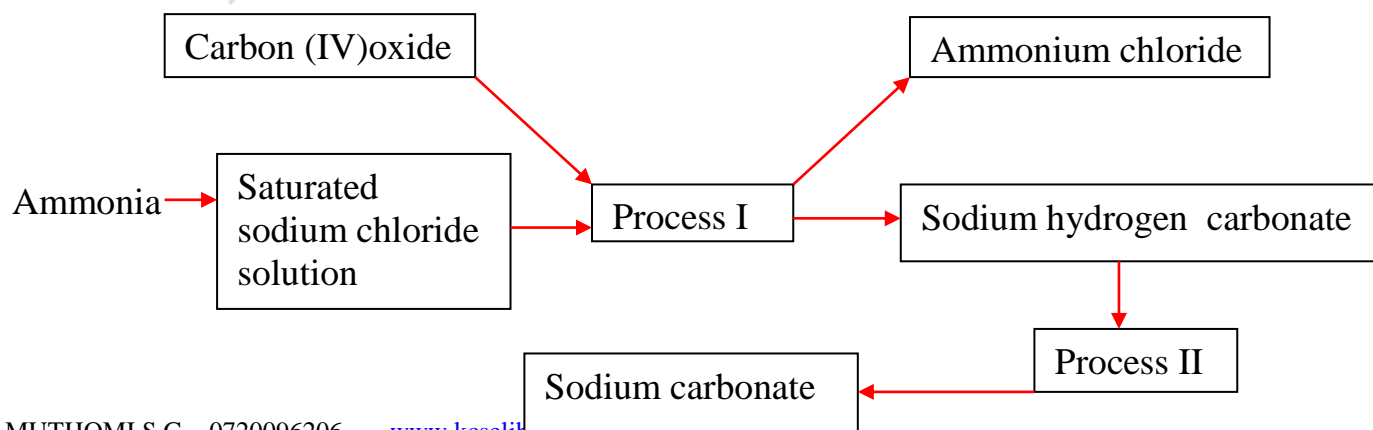 Carbon (IV)oxide
Ammonium chloride
Ammonia
Saturated
sodium chloride
solution
Process I
Sodium hydrogen carbonate
Process II
Sodium carbonate